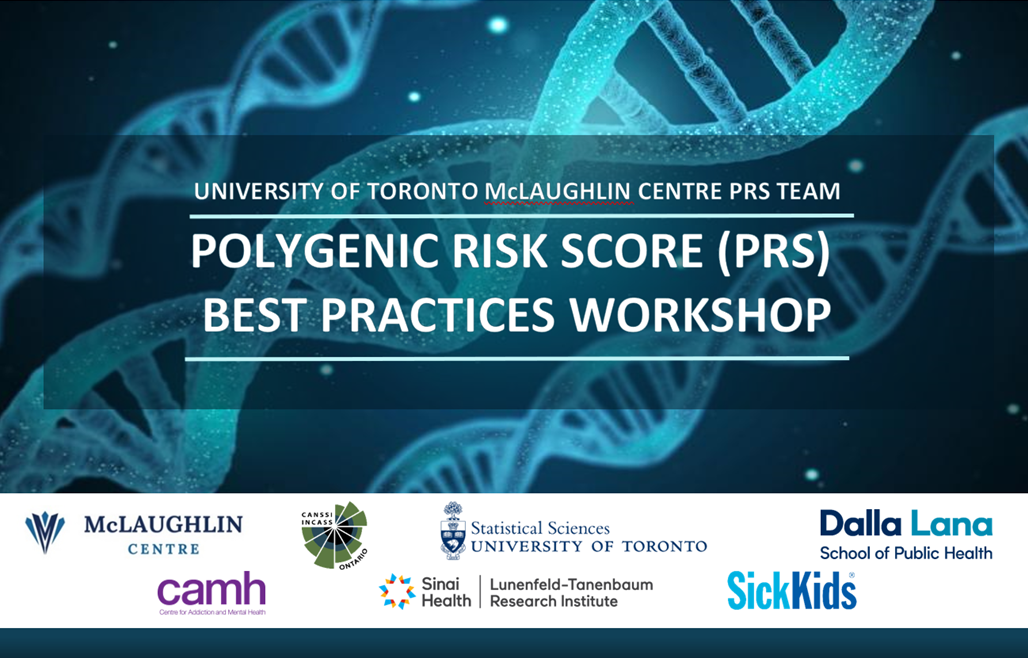 UNIVERSITY OF TORONTO McLAUGHLIN CENTRE PRS TEAM
POLYGENIC RISK SCORE (PRS)
BEST PRACTICES WORKSHOP
McLAUGHLIN
CENTRE
CANSSI
INCASS
ONTARIO
Statistical Sciences
UNIVERSITY OF TORONTO
Dalla Lana
School of Public Health
camh
Centre for Addiction and Mental Health
Sinai
Health
Lunenfeld-Tanenbaum
Research Institute
SickKids®